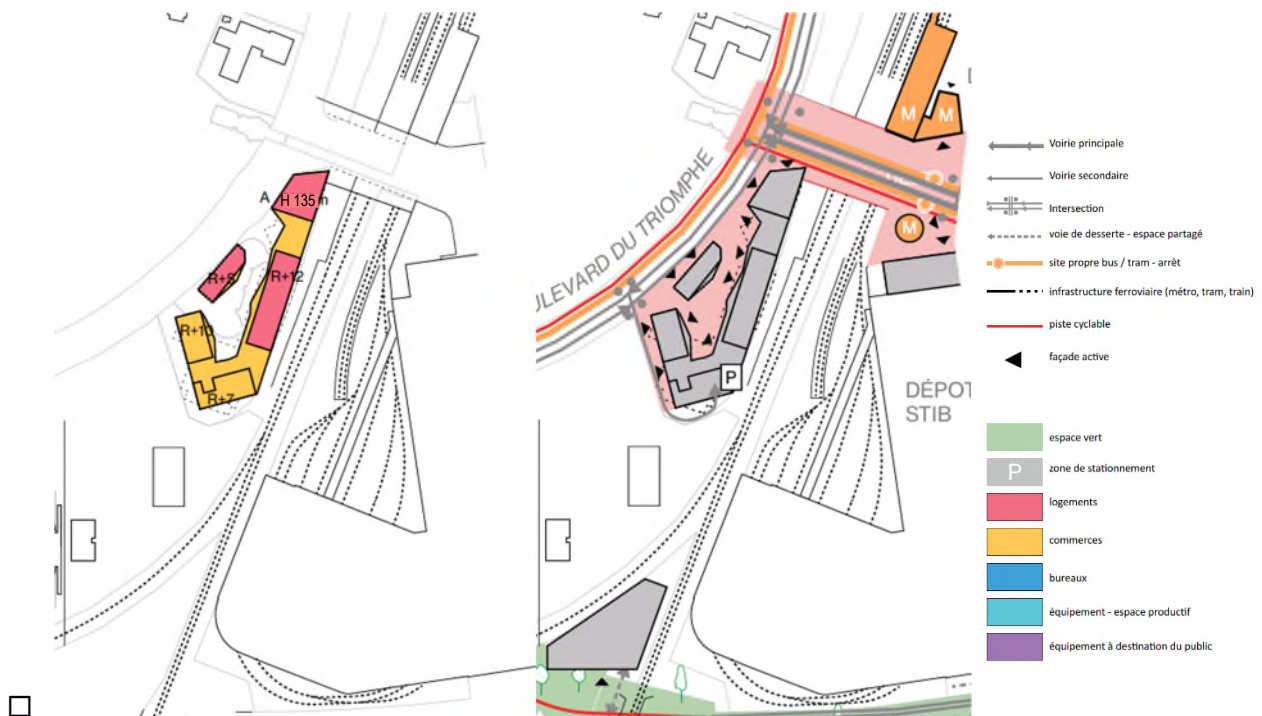 A
H 135 m
R+8
R+12
R+10
R+7
M
M
M
BOULEVARD DU TRIOMPHE
P
DÉPOT
STIB
Voirie principale
Voirie secondaire
Intersection
voie de desserte - espace partagé
site propre bus / tram - arrêt
infrastructure ferroviaire (métro, tram, train)
piste cyclable
façade active
espace vert
P
zone de stationnement
logements
commerces
bureaux
équipement - espace productif
équipement à destination du public